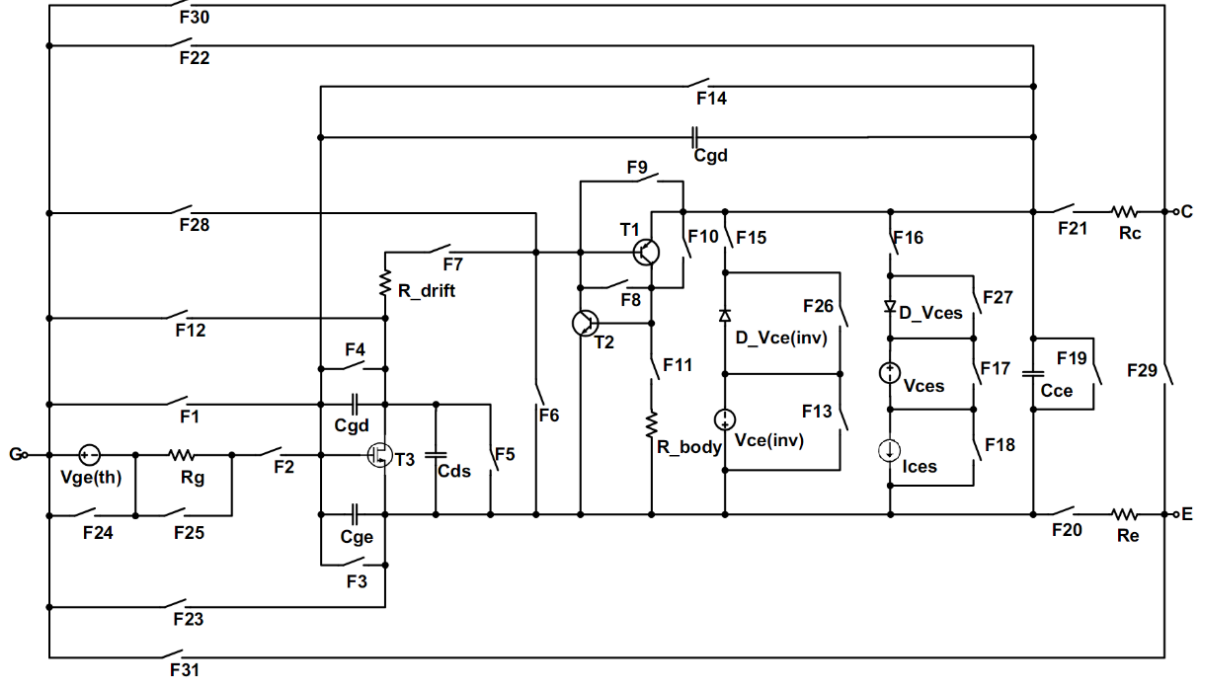 F30
F22
F14
Cgd
F9
F28
F21
Rc
C
T1
F10
F15
F16
F7
R_drift
F8
F12
T2
F26
D_Vce(inv)
F27
D_Vces
F4
F11
F17
Vces
F19
Cce
F29
F1
Cgd
F6
F13
G
Vge(th)
Rg
F2
T3
Cds
F5
R_body
Vce(inv)
Ices
F18
F24
F25
Cge
F20
Re
E
F3
F23
F31